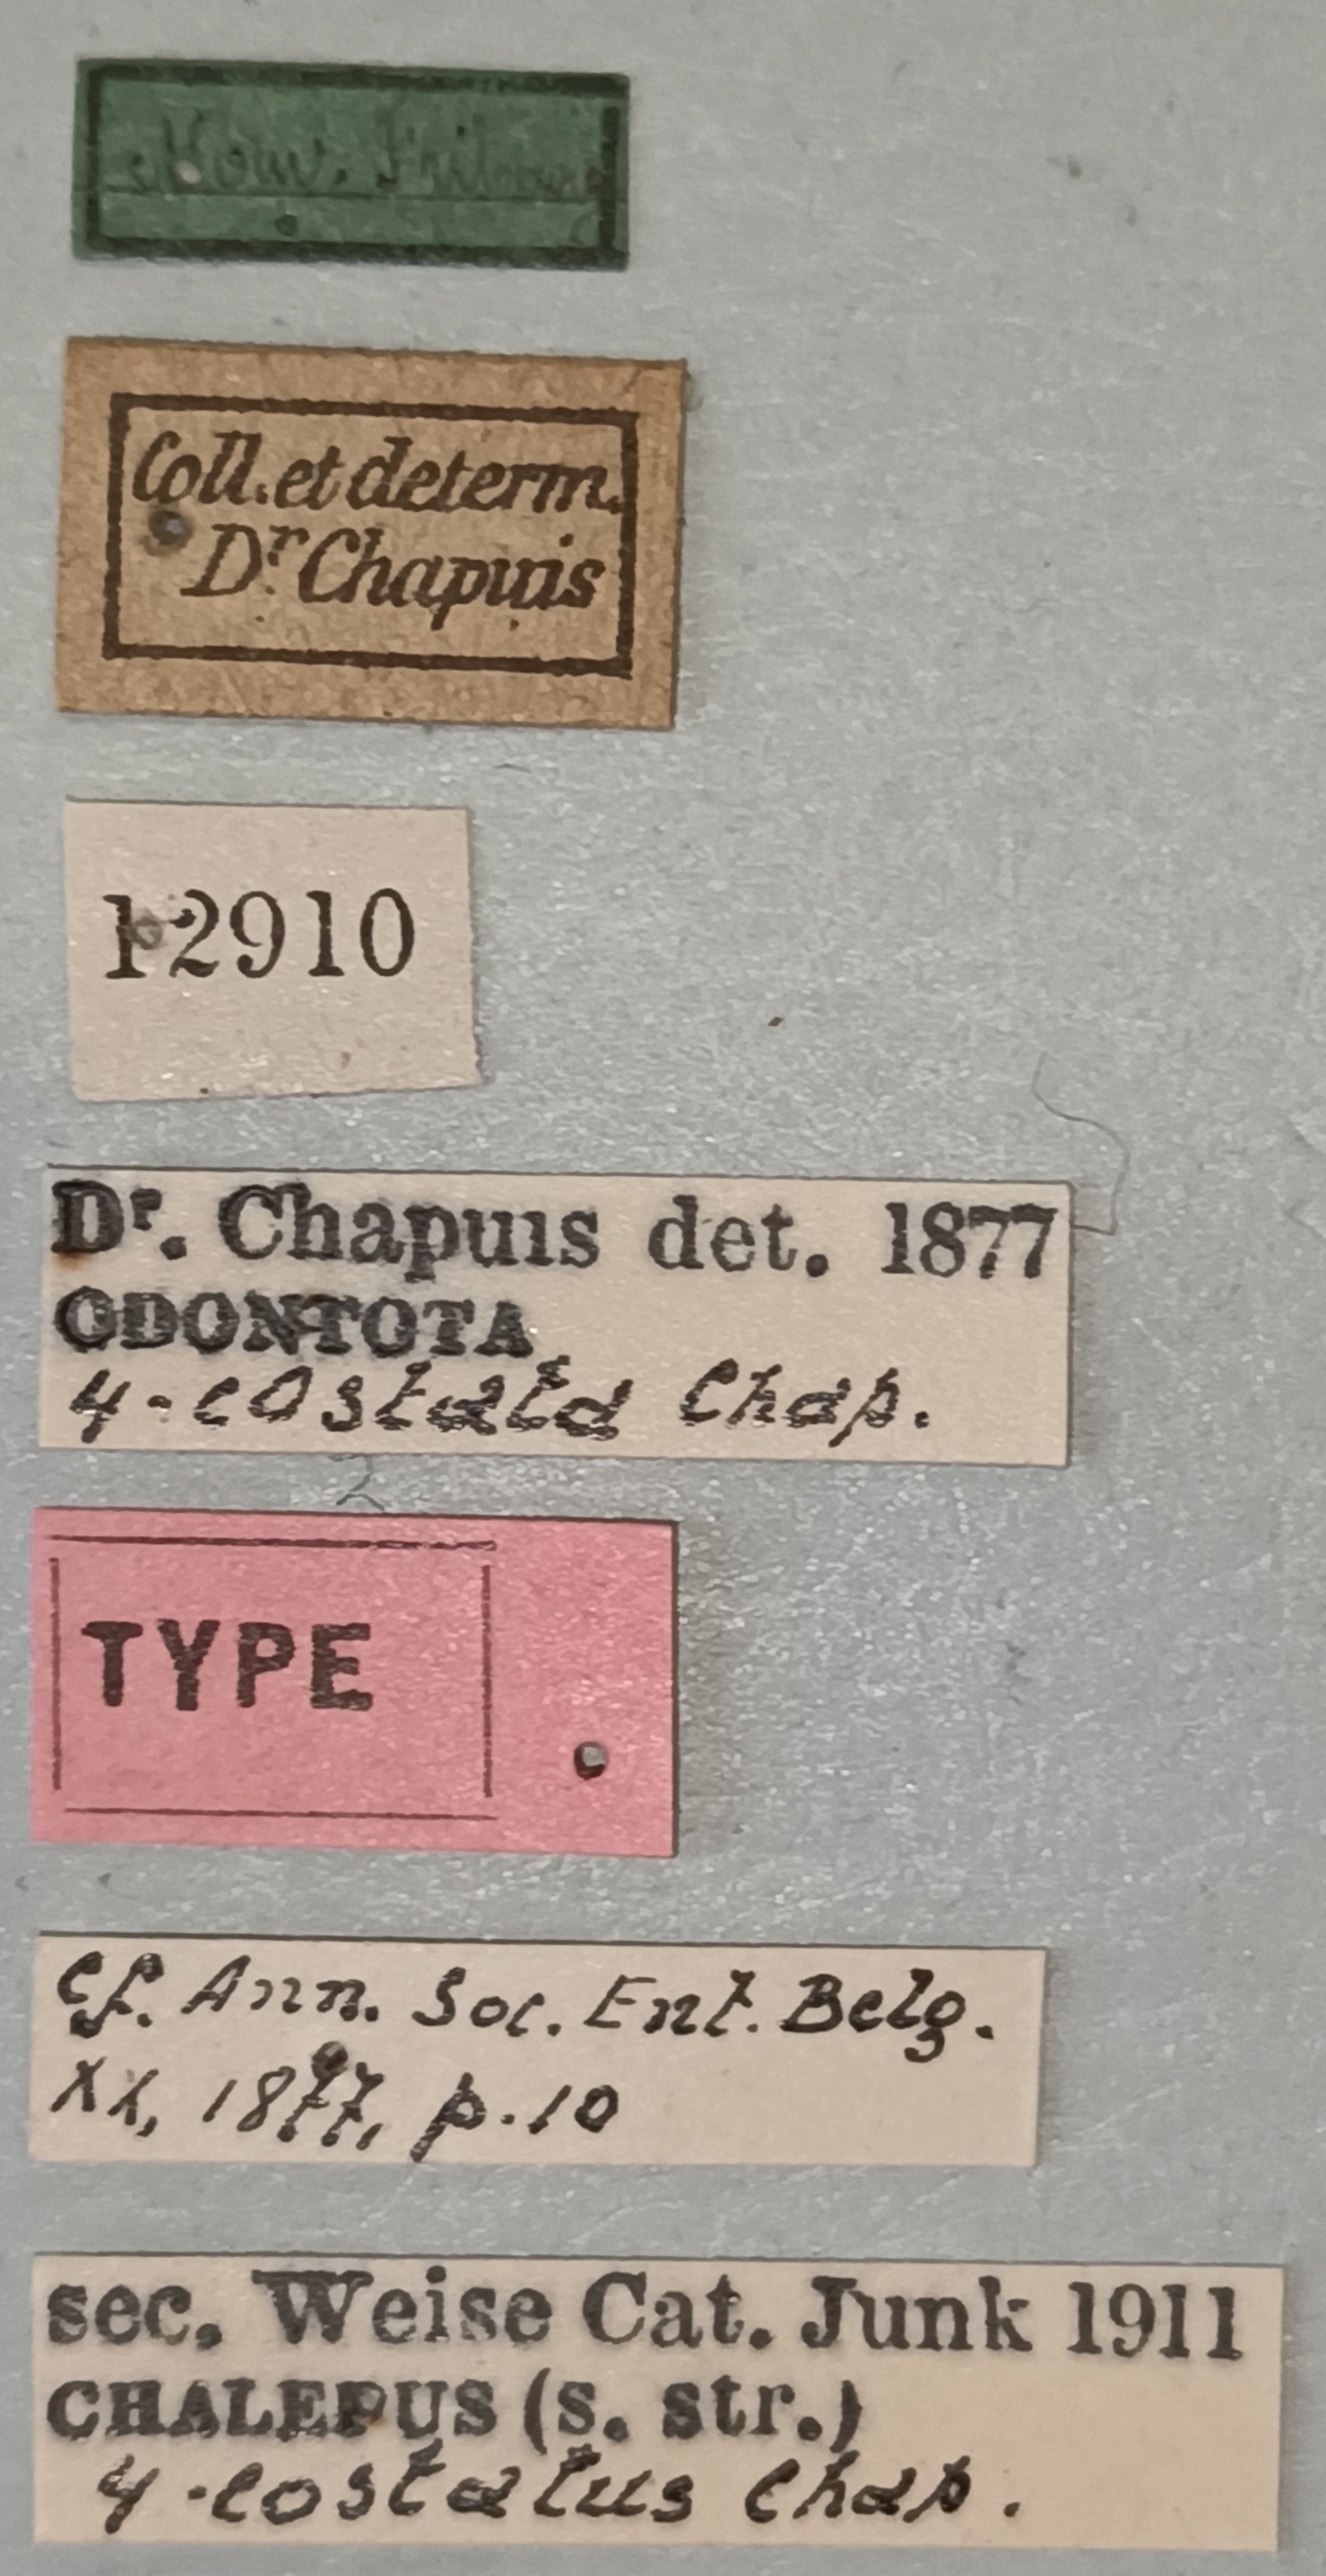 Coll. et determ.
Dr. Chapuis
12910
Dr. Chapuis det. 1877
ODONTOTA
4-costata Chap.
TYPE
Cf. Ann. Soc. Ent. Belg.
XX, 1877, p. 10
sec. Weise Cat. Junk 1911
CHALEPUS (s. str.)
4-costatus Chap.